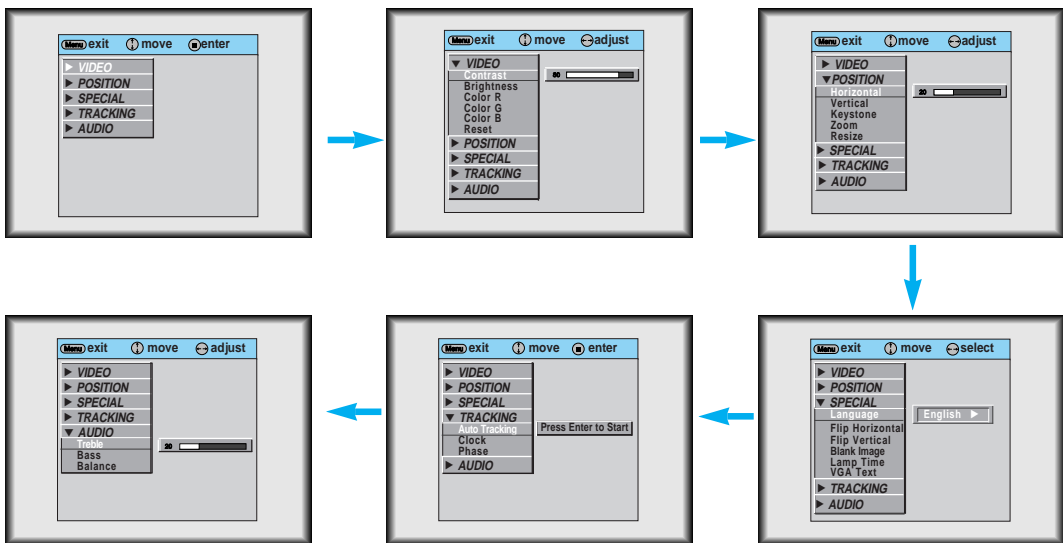 Menu exit move enter
VIDEO
POSITION
SPECIAL
TRACKING
AUDIO
Menu exit move adjust
VIDEO
Contrast
80
Brightness
Color R
Color G
Color B
Reset
POSITION
SPECIAL
TRACKING
AUDIO
Menu exit move adjust
VIDEO
POSITION
Horizontal
20
Vertical
Keystone
Zoom
Resize
SPECIAL
TRACKING
AUDIO
Menu exit move adjust
VIDEO
POSITION
SPECIAL
TRACKING
AUDIO
Treble
20
Bass
Balance
Menu exit move enter
VIDEO
POSITION
SPECIAL
TRACKING
Auto Tracking
Press Enter to Start
Clock
Phase
AUDIO
Menu exit move select
VIDEO
POSITION
SPECIAL
Language
English
Flip Horizontal
Flip Vertical
Blank Image
Lamp Time
VGA Text
TRACKING
AUDIO